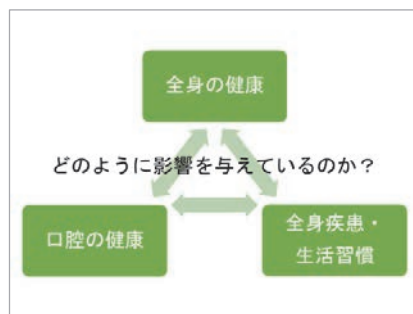 全身の健康
どのように影響を与えているのか？
口腔の健康
全身疾患・
生活習慣